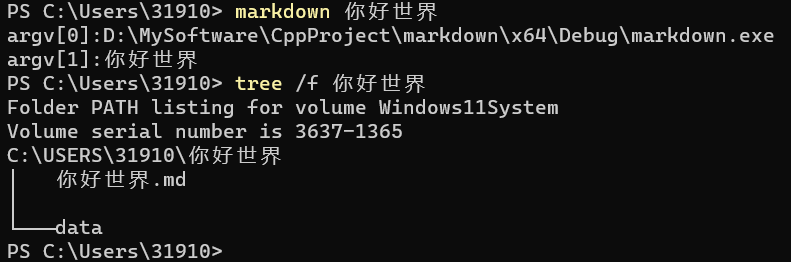 PS C:\Users\31910> markdown 你好世界
argv[0]:D:\MySoftware\CppProject\markdown\x64\Debug\markdown.exe
argv[1]:你好世界
PS C:\Users\31910> tree /f 你好世界
Folder PATH listing for volume Windows11System
Volume serial number is 3637-1365
C:\USERS\31910\你好世界
│   你好世界.md
│
└───data
PS C:\Users\31910>